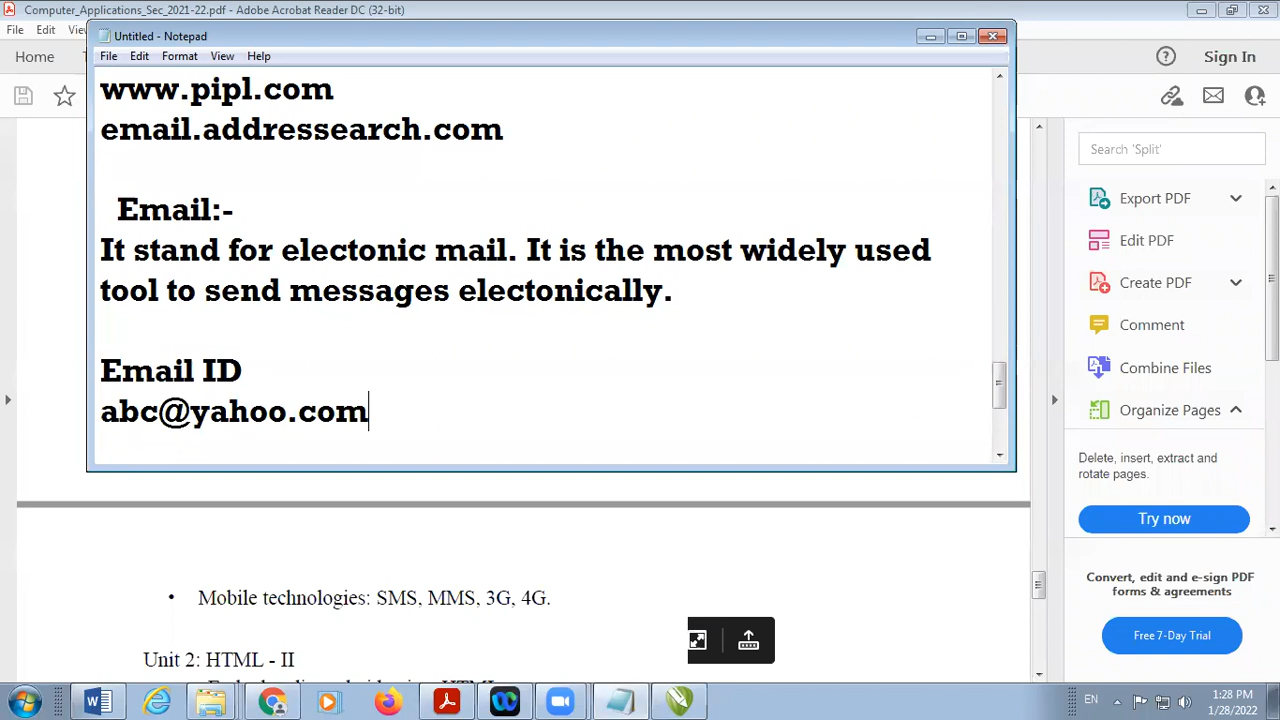 Computer_Applications_Sec_2021-22.pdf - Adobe Acrobat Reader DC (32-bit)
File Edit
Untitled - Notepad
File Edit Format View Help
Home
Sign In
www.pipl.com
email.addressearch.com
Email:-
It stand for electonic mail. It is the most widely used
tool to send messages electonically.
Email ID
abc@yahoo.com
Search 'Split'
Export PDF
Edit PDF
Create PDF
Comment
Combine Files
Organize Pages
Delete, insert, extract and
rotate pages.
Try now
Convert, edit and e-sign PDF
forms & agreements
Free 7-Day Trial
• Mobile technologies: SMS, MMS, 3G, 4G.
Unit 2: HTML - II
EN
1:28 PM
1/28/2022